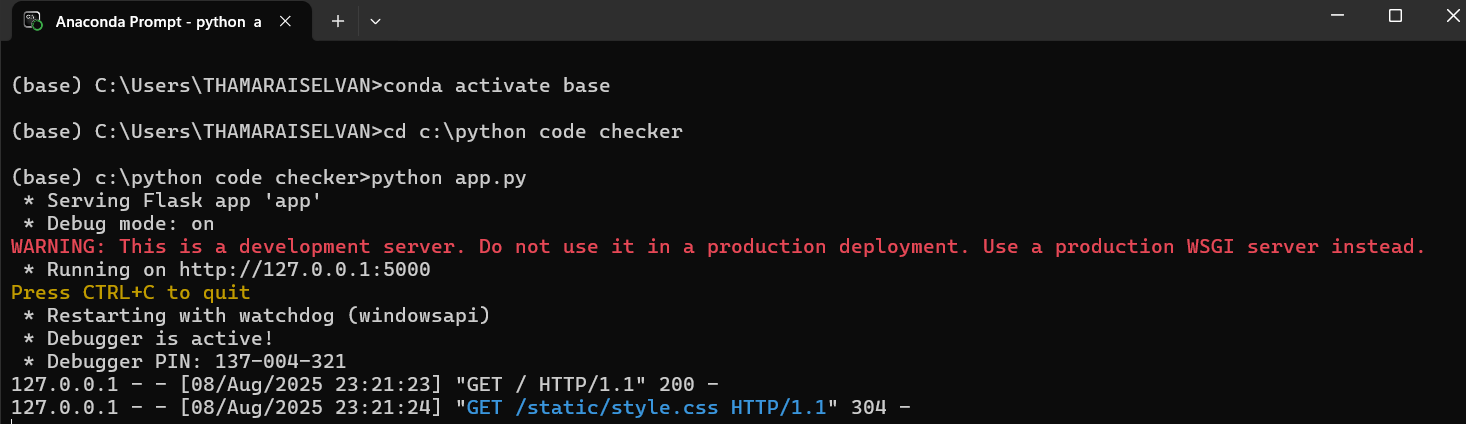 Anaconda Prompt - python a
(base) C:\Users\THAMARAISELVAN>conda activate base
(base) C:\Users\THAMARAISELVAN>cd c:\python code checker
(base) c:\python code checker>python app.py
 * Serving Flask app 'app'
 * Debug mode: on
WARNING: This is a development server. Do not use it in a production deployment. Use a production WSGI server instead.
 * Running on http://127.0.0.1:5000
Press CTRL+C to quit
 * Restarting with watchdog (windowsapi)
 * Debugger is active!
 * Debugger PIN: 137-004-321
127.0.0.1 - - [08/Aug/2025 23:21:23] "GET / HTTP/1.1" 200 -
127.0.0.1 - - [08/Aug/2025 23:21:24] "GET /static/style.css HTTP/1.1" 304 -